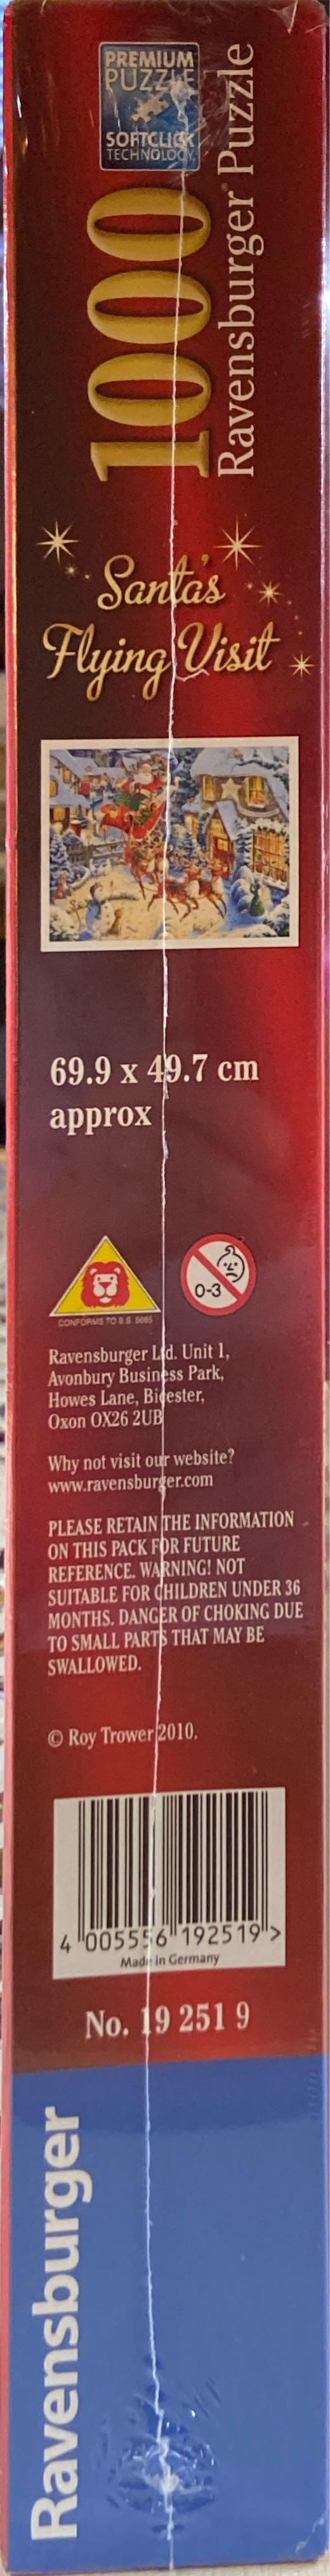 PREMIUM
PUZZLE
SOFTCLICK
TECHNOLOGY
1000
Ravensburger Puzzle
Santa's
Flying Visit
69.9 x 49.7 cm
approx
0-3
CONFORMS TO B.S. 5665
Ravensburger Ltd. Unit 1,
Avonbury Business Park,
Howes Lane, Bicester,
Oxon OX26 2UB
Why not visit our website?
www.ravensburger.com
PLEASE RETAIN THE INFORMATION
ON THIS PACK FOR FUTURE
REFERENCE. WARNING! NOT
SUITABLE FOR CHILDREN UNDER 36
MONTHS. DANGER OF CHOKING DUE
TO SMALL PARTS THAT MAY BE
SWALLOWED.
© Roy Trower 2010.
4 005556 192519 >
Made in Germany
No. 19 251 9
Ravensburger